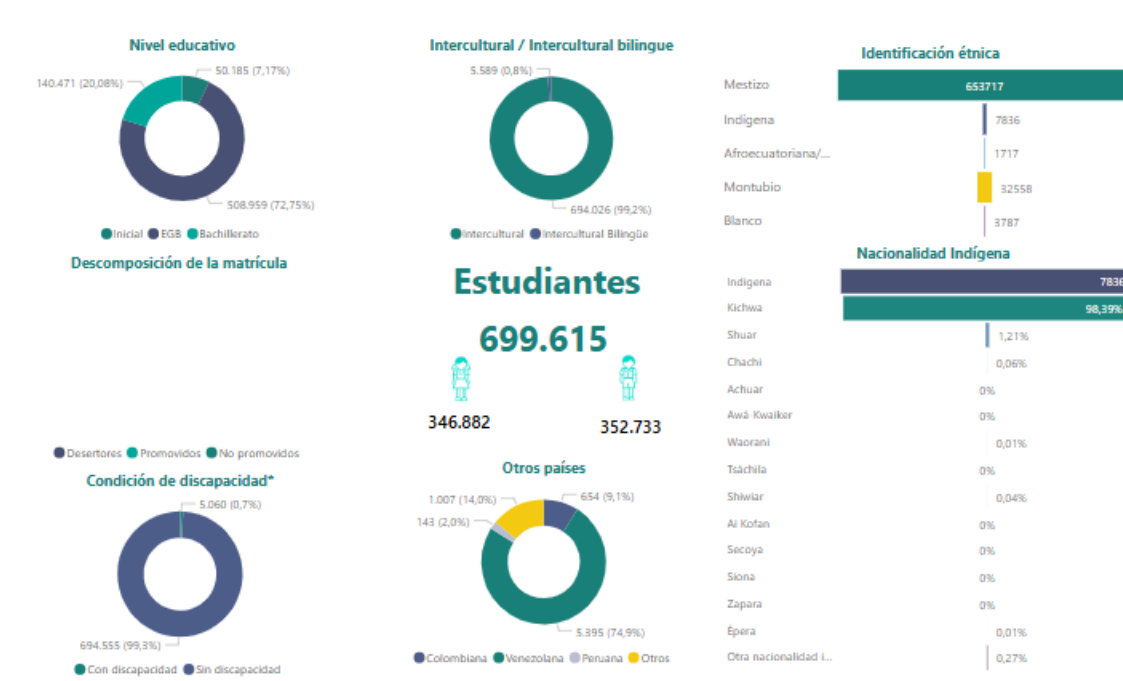 Nivel educativo
50.185 (7,17%)
140.471 (20,08%)
508.959 (72,75%)
Inicial EGB Bachillerato
Descomposición de la matrícula
Desertores Promovidos No promovidos
Condición de discapacidad*
5.060 (0,7%)
694.555 (99,3%)
Con discapacidad Sin discapacidad
Intercultural / Intercultural bilingue
5.589 (0,8%)
694.026 (99,2%)
Intercultural Intercultural Bilingüe
Estudiantes
699.615
346.882
352.733
Otros países
1.007 (14,0%)
654 (9,1%)
143 (2,0%)
5.395 (74,9%)
Colombiana Venezolana Peruana Otros
Identificación étnica
Mestizo 653717
Indígena 7836
Afroecuatoriana/...
1717
Montubio 32558
Blanco 3787
Nacionalidad Indígena
Indigena 7836
Kichwa 98,39%
Shuar 1,21%
Chachi 0,06%
Achuar 0%
Awá-Kwaiker 0%
Waorani 0,01%
Tsáchila 0%
Shiwiar 0,04%
Ai Kofan 0%
Secoya 0%
Siona 0%
Zapara 0%
Épera 0,01%
Otra nacionalidad i... 0,27%